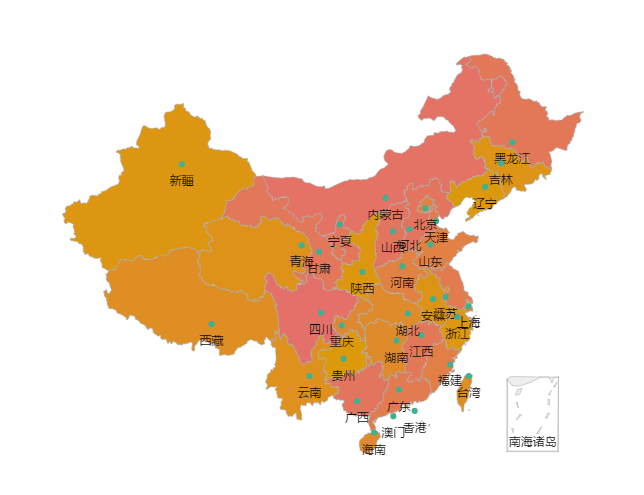 黑龙江
新疆
吉林
辽宁
内蒙古
北京
天津
宁夏
山西
河北
青海
甘肃
山东
陕西
河南
江苏
安徽
上海
西藏
四川
湖北
浙江
重庆
湖南
江西
贵州
福建
云南
台湾
广东
广西
香港
澳门
海南
南海诸岛